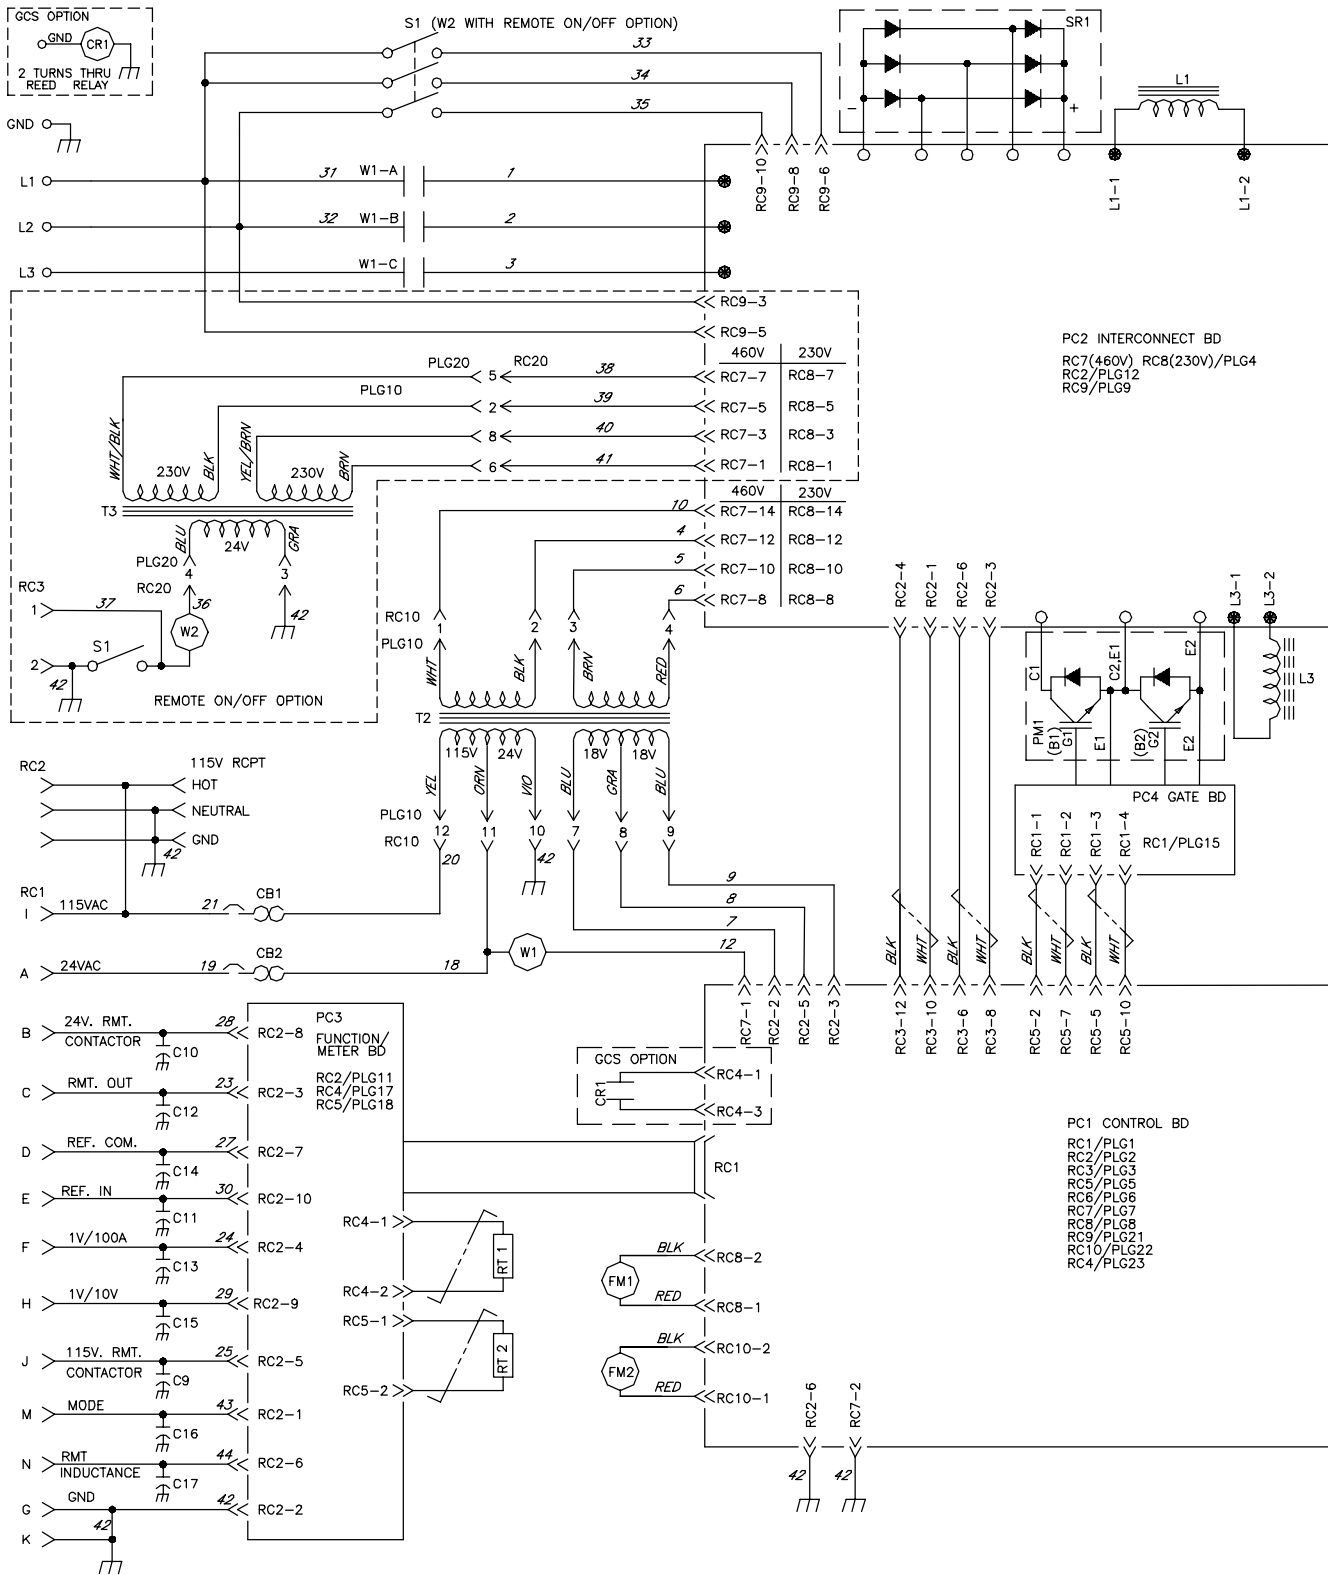 GCS OPTION
GND
CR1
2 TURNS THRU
REED RELAY
S1 (W2 WITH REMOTE ON/OFF OPTION)
33
34
35
SR1
-
+
L1
GND
L1
31
W1-A
1
L2
32
W1-B
2
L3
W1-C
3
RC9-10
RC9-8
RC9-6
L1-1
L1-2
RC9-3
RC9-5
PC2 INTERCONNECT BD
RC7(460V) RC8(230V)/PLG4
RC2/PLG12
RC9/PLG9
460V
230V
PLG20
5
RC20
38
RC7-7
RC8-7
PLG10
2
39
RC7-5
RC8-5
8
40
RC7-3
RC8-3
6
41
RC7-1
RC8-1
WHT/BLK
230V
BLK
YEL/BRN
230V
BRN
T3
BLU
24V
GRA
PLG20
4
3
RC20
RC3
1
37
36
42
W2
S1
2
42
REMOTE ON/OFF OPTION
460V
230V
10
RC7-14
RC8-14
4
RC7-12
RC8-12
5
RC7-10
RC8-10
6
RC7-8
RC8-8
RC10
1
2
3
4
PLG10
WHT
BLK
BRN
RED
T2
115V
24V
18V
18V
YEL
ORN
VIO
BLU
GRA
BLU
PLG10
12
11
10
7
8
9
RC10
20
42
RC2-4
RC2-1
RC2-6
RC2-3
L3-1
L3-2
L3
C1
C2,E1
E2
PM1
(B1)
G1
E1
(B2)
G2
E2
PC4 GATE BD
RC1-1
RC1-2
RC1-3
RC1-4
RC1/PLG15
RC2
115V RCPT
HOT
NEUTRAL
GND
42
RC1
I
115VAC
21
CB1
A
24VAC
19
CB2
18
W1
9
8
7
12
BLK
WHT
BLK
WHT
BLK
WHT
BLK
WHT
RC7-1
RC2-2
RC2-5
RC2-3
RC3-12
RC3-10
RC3-6
RC3-8
RC5-2
RC5-7
RC5-5
RC5-10
PC3
FUNCTION/
METER BD
RC2/PLG11
RC4/PLG17
RC5/PLG18
B
24V. RMT.
CONTACTOR
28
RC2-8
C10
C
RMT. OUT
23
RC2-3
C12
D
REF. COM.
27
RC2-7
C14
E
REF. IN
30
RC2-10
C11
F
1V/100A
24
RC2-4
C13
H
1V/10V
29
RC2-9
C15
J
115V. RMT.
CONTACTOR
25
RC2-5
C9
M
MODE
43
RC2-1
C16
N
RMT
INDUCTANCE
44
RC2-6
C17
G
GND
42
RC2-2
K
42
RC4-1
RT 1
RC4-2
RC5-1
RT 2
RC5-2
GCS OPTION
CR1
RC4-1
RC4-3
RC1
BLK
RC8-2
FM1
RED
RC8-1
BLK
RC10-2
FM2
RED
RC10-1
RC2-6
RC7-2
42
42
PC1 CONTROL BD
RC1/PLG1
RC2/PLG2
RC3/PLG3
RC5/PLG5
RC6/PLG6
RC7/PLG7
RC8/PLG8
RC9/PLG21
RC10/PLG22
RC4/PLG23